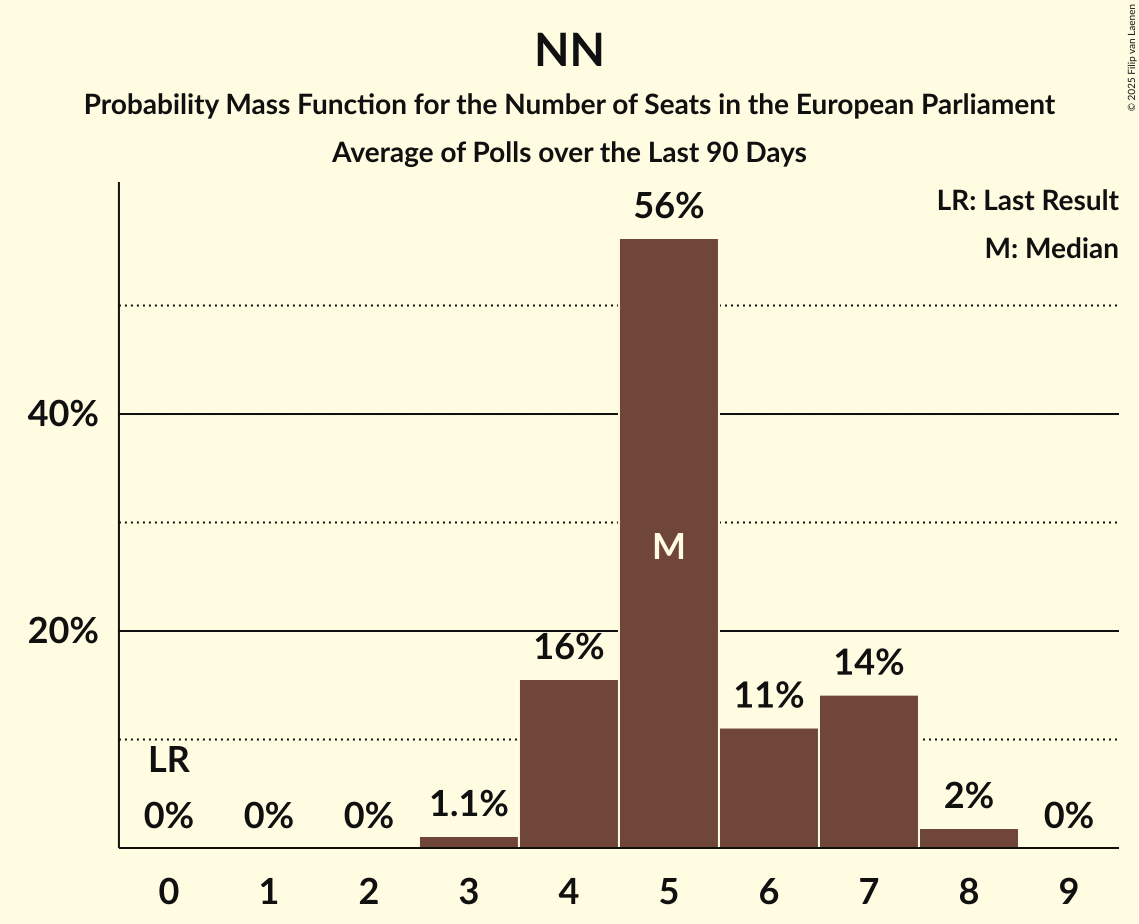 NN
Probability Mass Function for the Number of Seats in the European Parliament
Average of Polls over the Last 90 Days
© 2025 Filip van Laenen
LR: Last Result
M: Median
56%
40%
M
20%
16%
14%
11%
LR
0%
0%
0%
1.1%
2%
0%
0 1 2 3 4 5 6 7 8 9